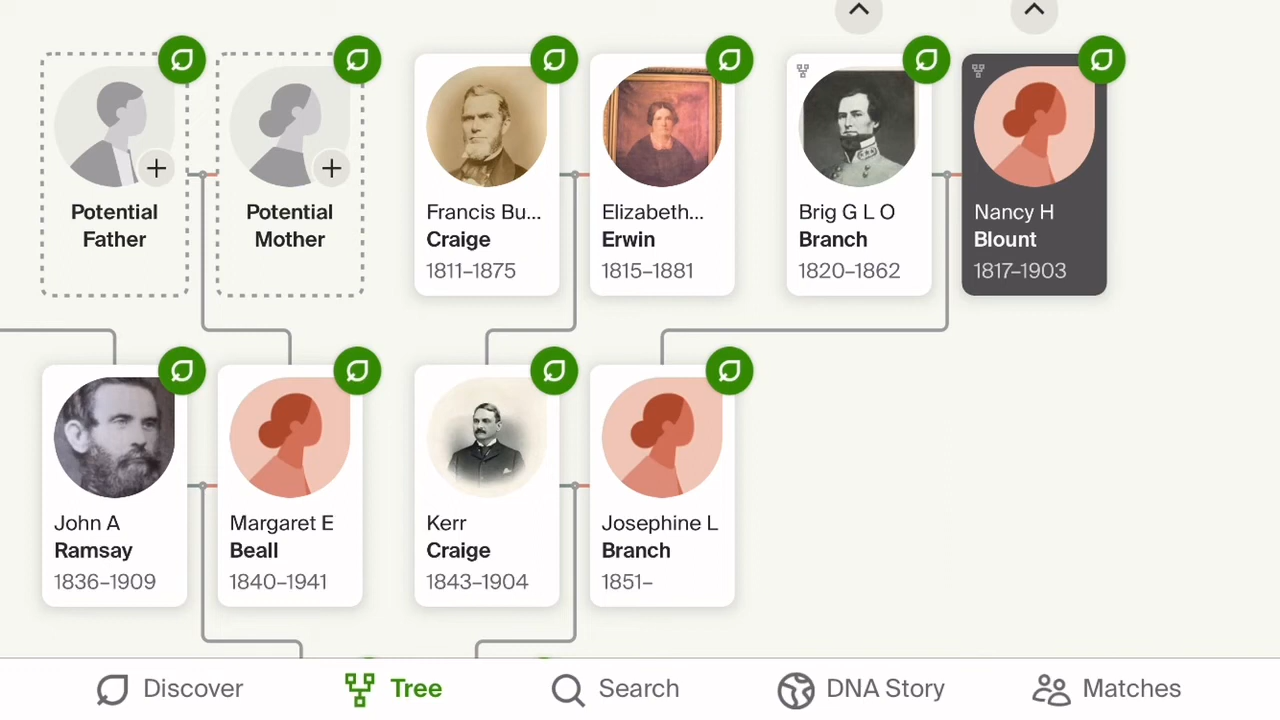 Potential
Father
Potential
Mother
Francis Bu...
Craige
1811–1875
Elizabeth...
Erwin
1815–1881
Brig G L O
Branch
1820–1862
Nancy H
Blount
1817–1903
John A
Ramsay
1836–1909
Margaret E
Beall
1840–1941
Kerr
Craige
1843–1904
Josephine L
Branch
1851–
Discover
Tree
Search
DNA Story
Matches